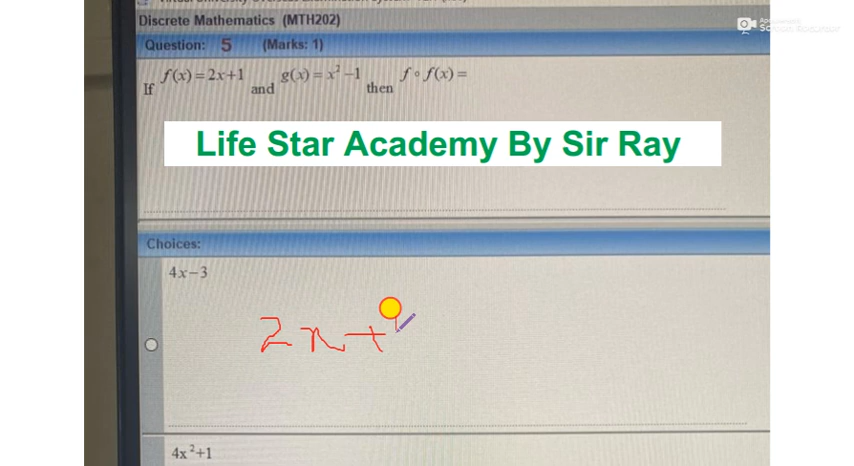 Discrete Mathematics (MTH202)
Question: 5 (Marks: 1)
If f(x) = 2x+1 and g(x) = x² −1 then f∘f(x) =
Life Star Academy By Sir Ray
Choices:
4x−3
2x+
4x²+1